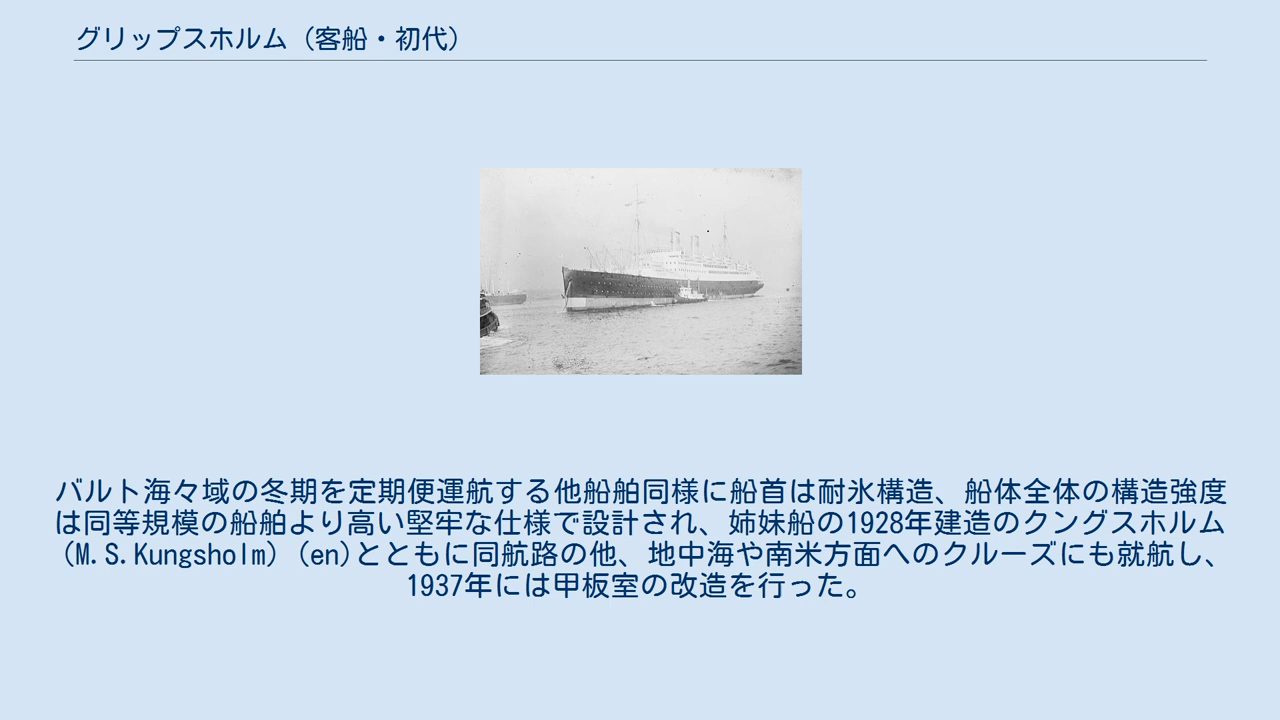 グリップスホルム（客船・初代）
バルト海々域の冬期を定期便運航する他船舶同様に船首は耐氷構造、船体全体の構造強度
は同等規模の船舶より高い堅牢な仕様で設計され、姉妹船の1928年建造のクングスホルム
(M.S.Kungsholm) (en)とともに同航路の他、地中海や南米方面へのクルーズにも就航し、
1937年には甲板室の改造を行った。